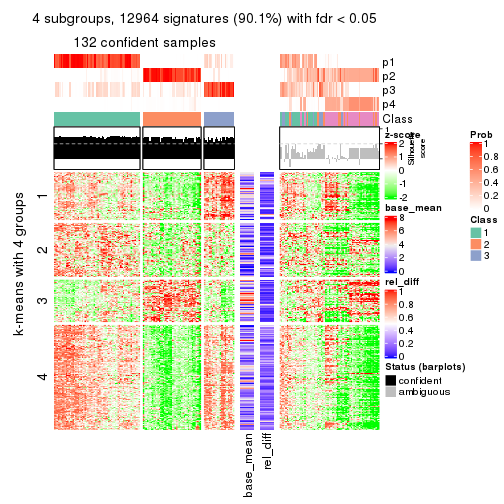 4 subgroups, 12964 signatures (90.1%) with fdr < 0.05
132 confident samples
p1
p2
p3
p4
Class
1
Silhouette
score
k-means with 4 groups
1
2
3
4
base_mean
rel_diff
z-score
2
1
0
-1
-2
base_mean
8
6
4
2
0
rel_diff
1
0.8
0.6
0.4
0.2
0
Status (barplots)
confident
ambiguous
Prob
1
0.8
0.6
0.4
0.2
0
Class
1
2
3